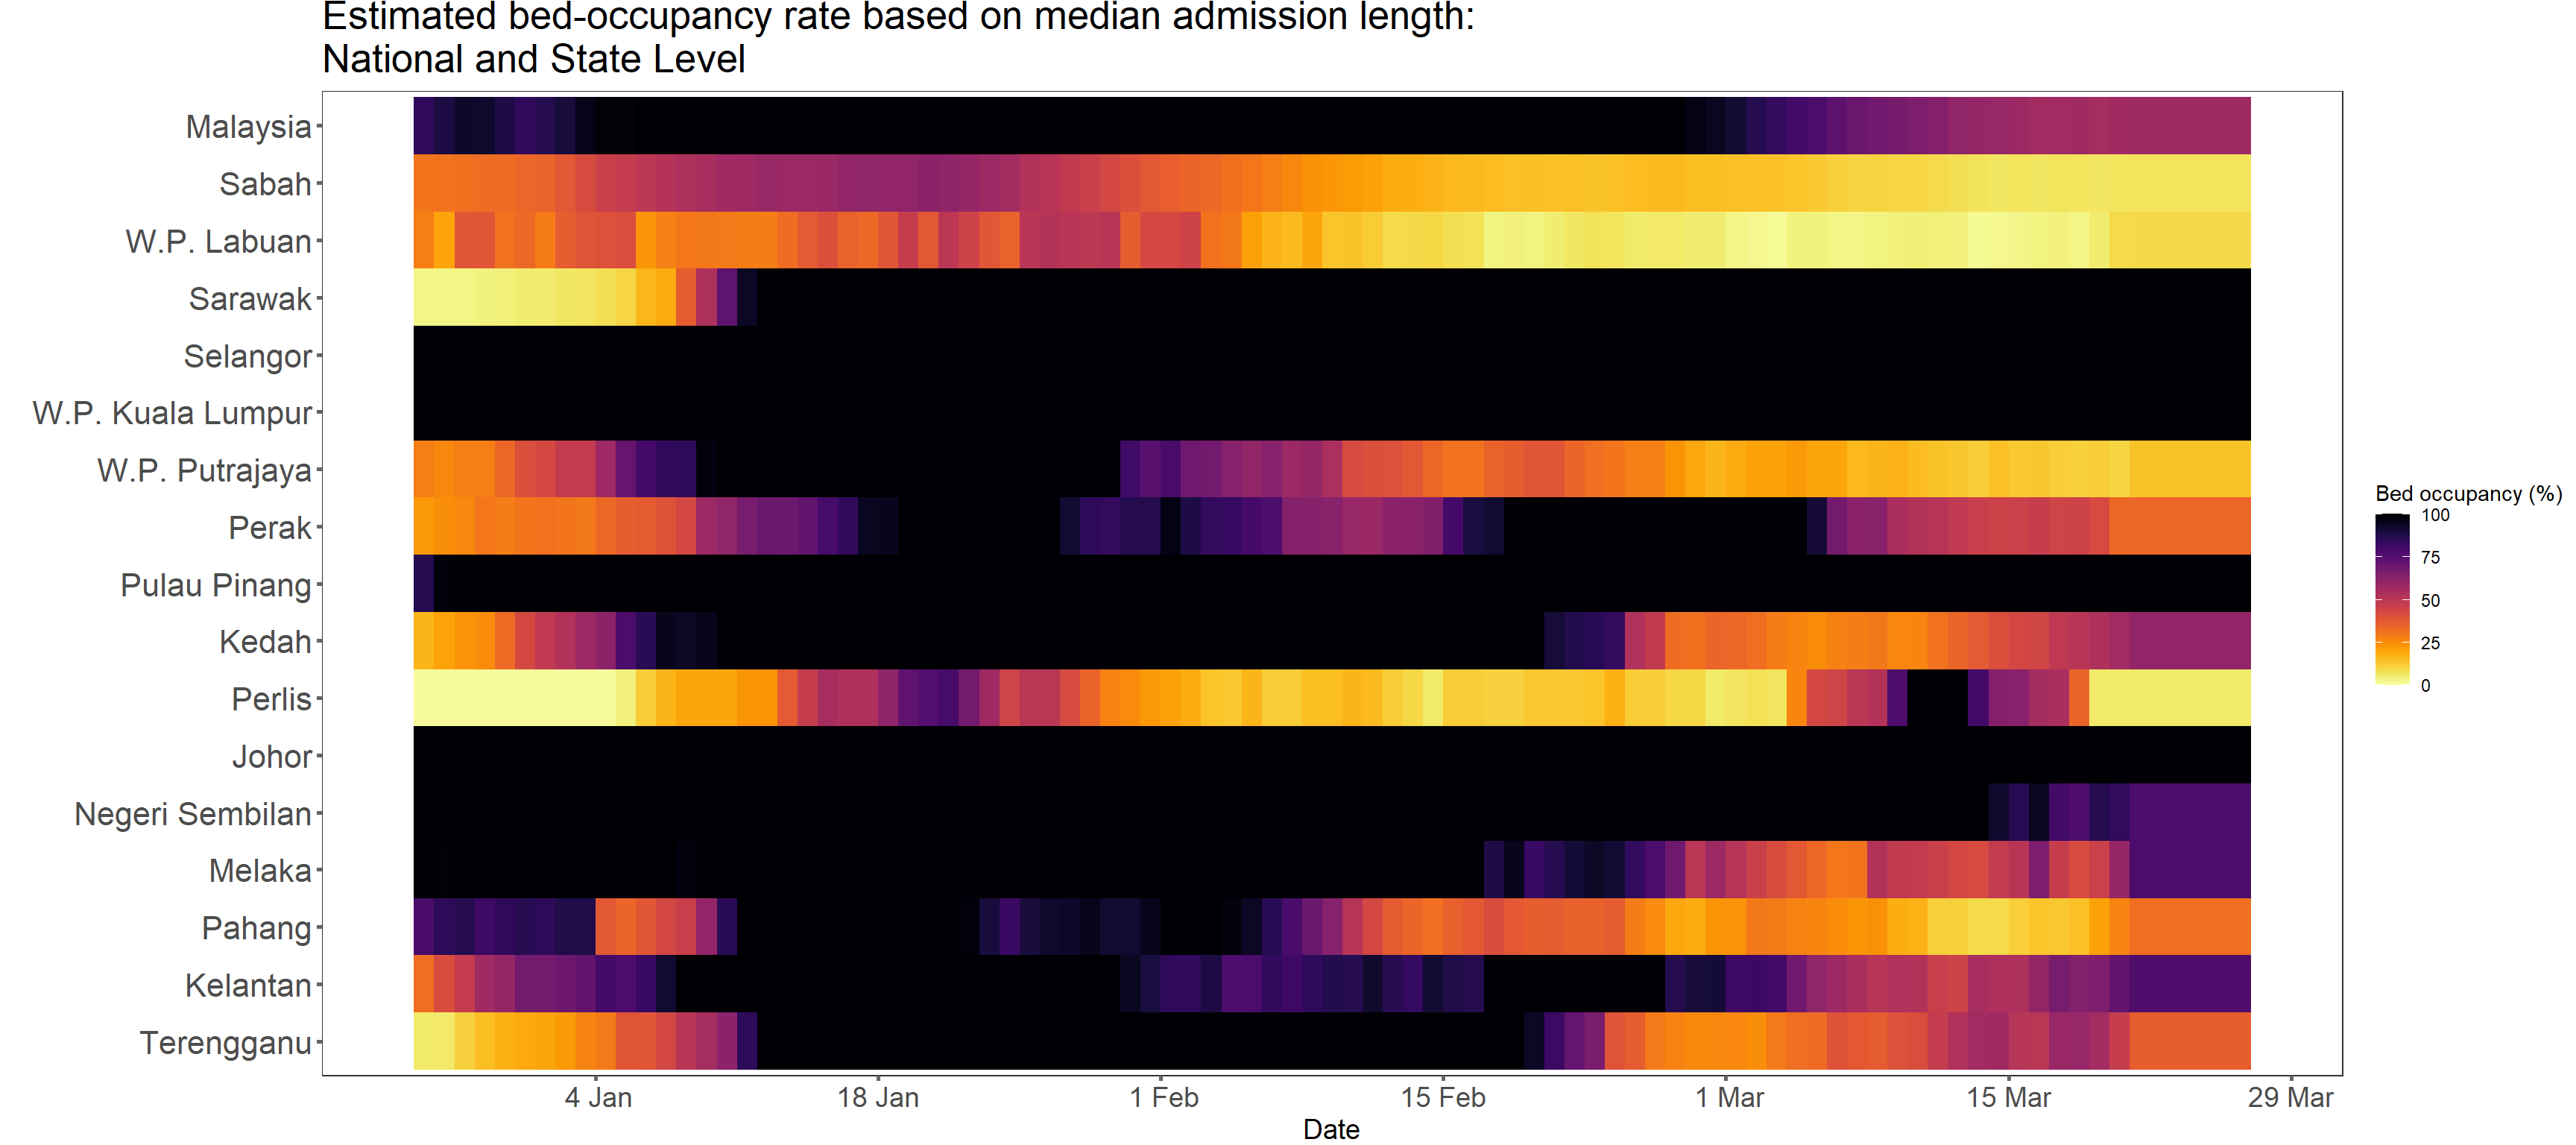 Estimated bed-occupancy rate based on median admission length:
National and State Level
Malaysia
Sabah
W.P. Labuan
Sarawak
Selangor
W.P. Kuala Lumpur
W.P. Putrajaya
Perak
Pulau Pinang
Kedah
Perlis
Johor
Negeri Sembilan
Melaka
Pahang
Kelantan
Terengganu
4 Jan
18 Jan
1 Feb
15 Feb
1 Mar
15 Mar
29 Mar
Date
Bed occupancy (%)
100
75
50
25
0